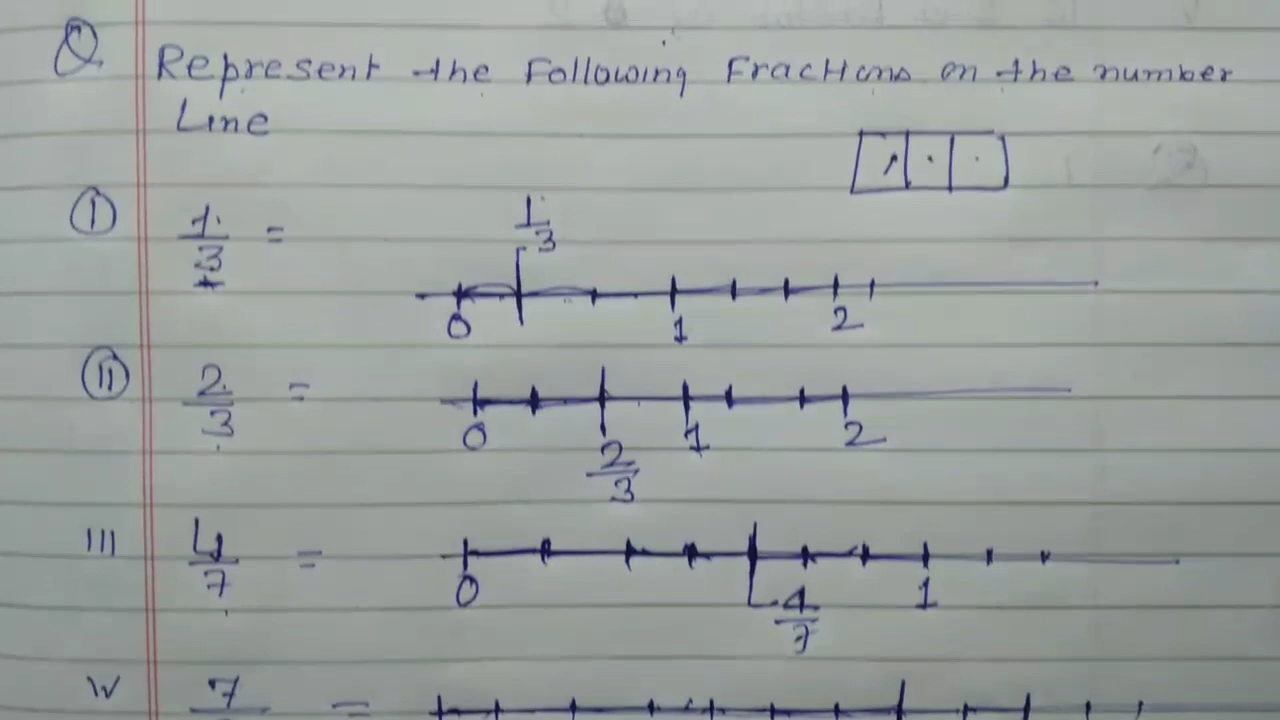 Q Represent the Following Fractions on the number
Line
(I) 1/3 = 1/3
0 1 2
(II) 2/3 =
0 1 2
2/3
III 4/7 =
0 1
4/7
IV 7 =